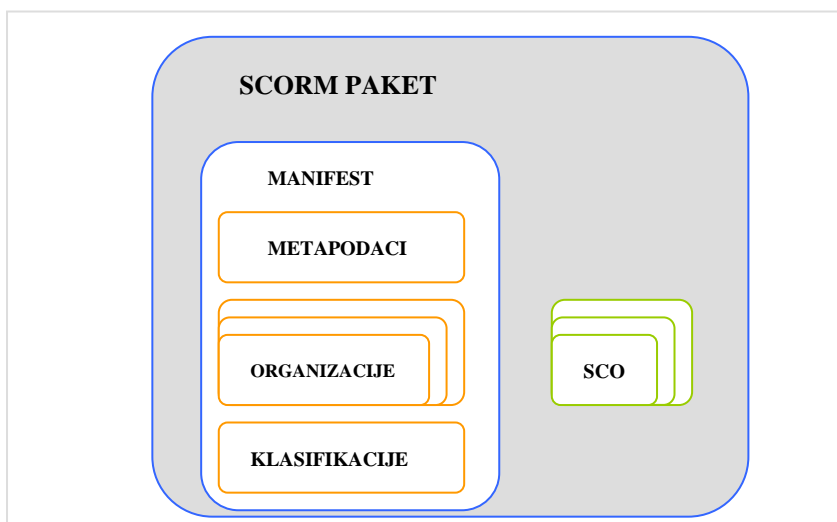 SCORM PAKET
MANIFEST
METAPODACI
ORGANIZACIJE
SCO
KLASIFIKACIJE